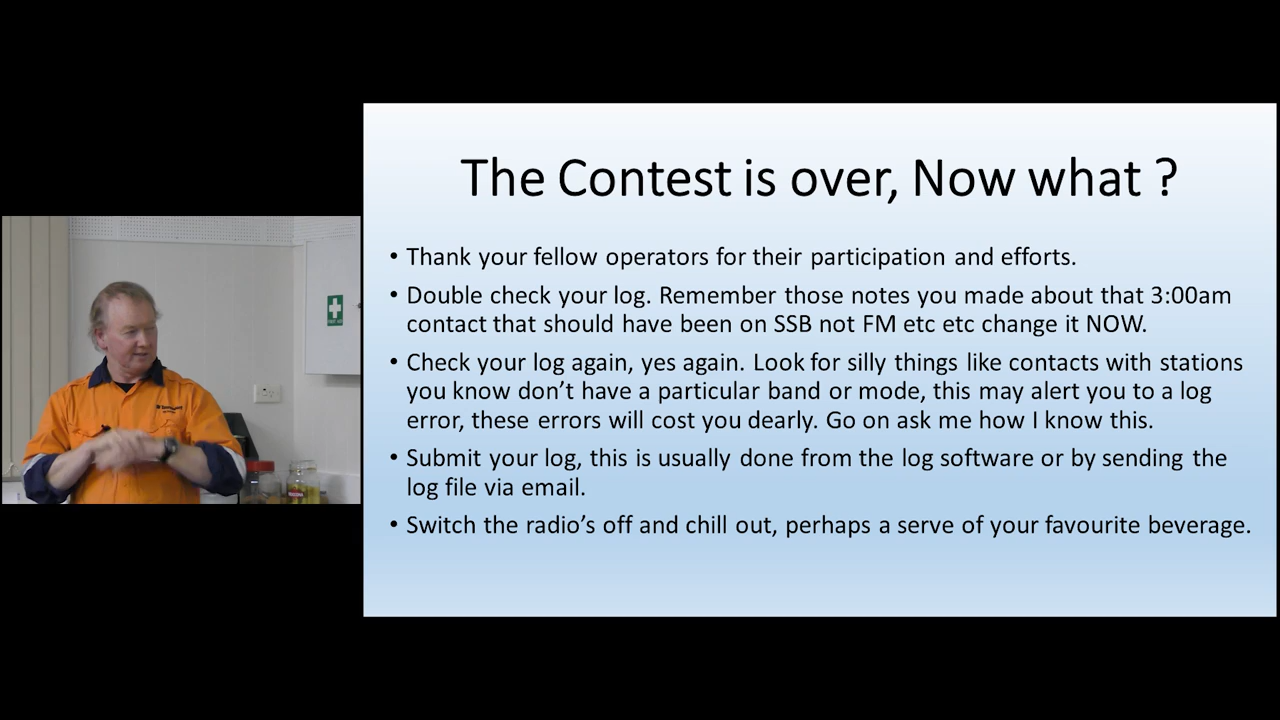 The Contest is over, Now what ?
• Thank your fellow operators for their participation and efforts.
• Double check your log. Remember those notes you made about that 3:00am
contact that should have been on SSB not FM etc etc change it NOW.
• Check your log again, yes again. Look for silly things like contacts with stations
you know don’t have a particular band or mode, this may alert you to a log
error, these errors will cost you dearly. Go on ask me how I know this.
• Submit your log, this is usually done from the log software or by sending the
log file via email.
• Switch the radio’s off and chill out, perhaps a serve of your favourite beverage.